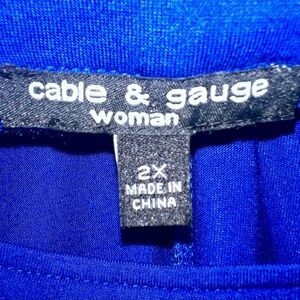 cable & gauge
woman
2X
MADE IN
CHINA